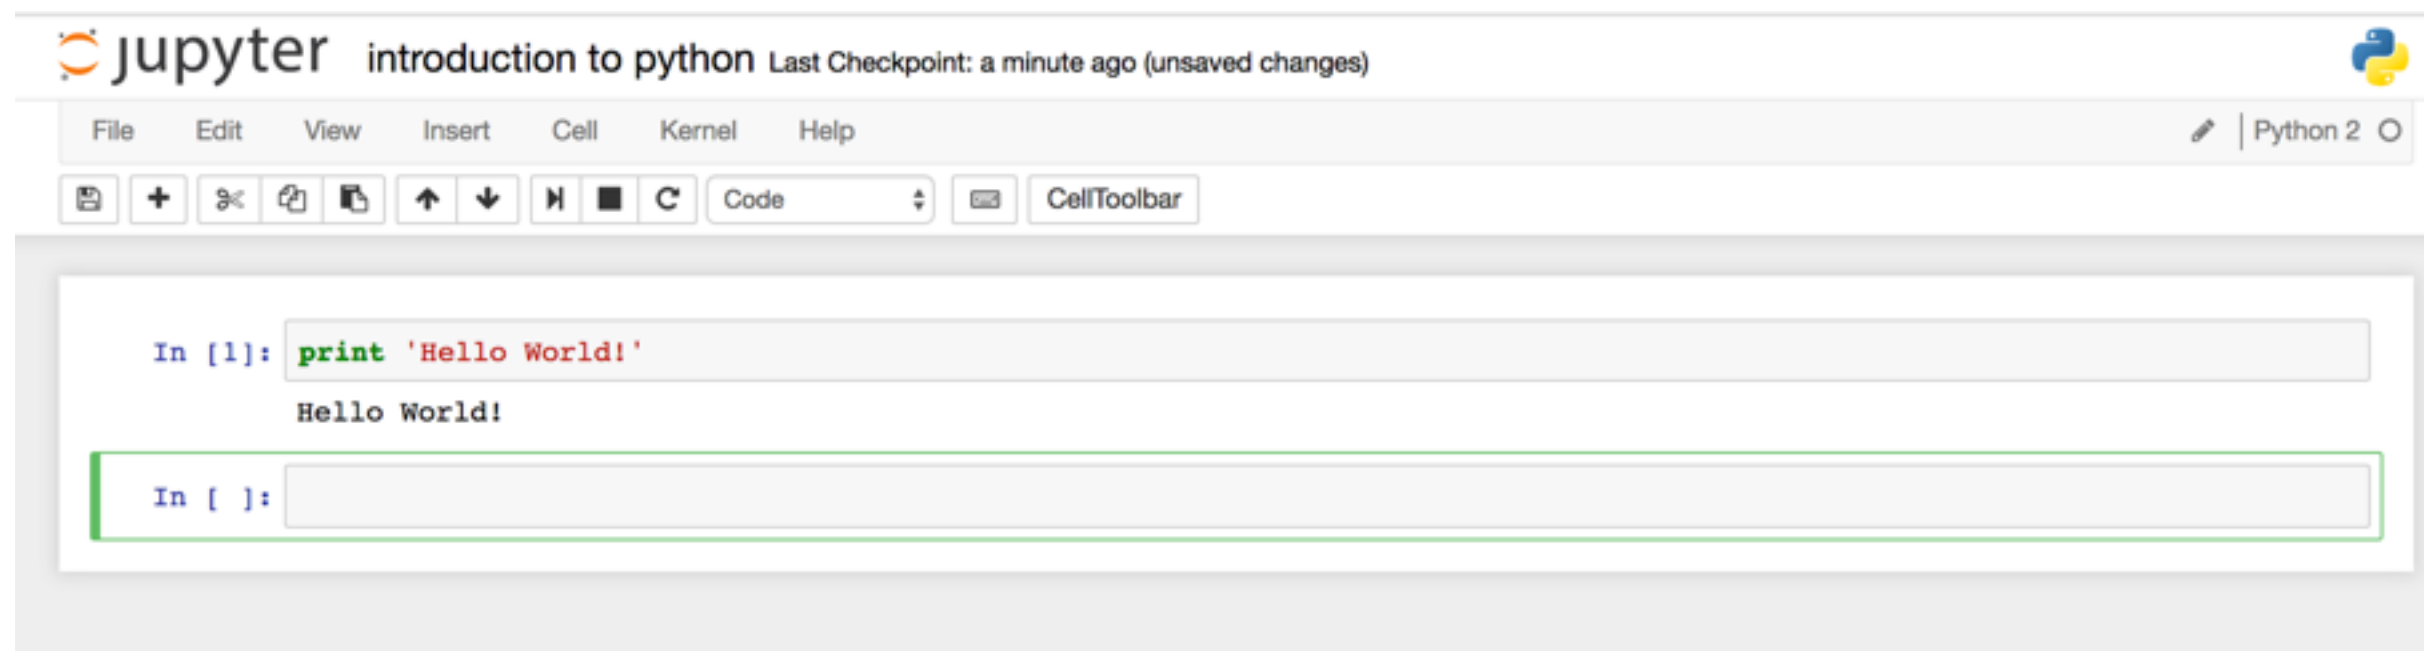 jupyter introduction to python Last Checkpoint: a minute ago (unsaved changes)
File Edit View Insert Cell Kernel Help Python 2
Code CellToolbar
In [1]: print 'Hello World!'
Hello World!
In [ ]: